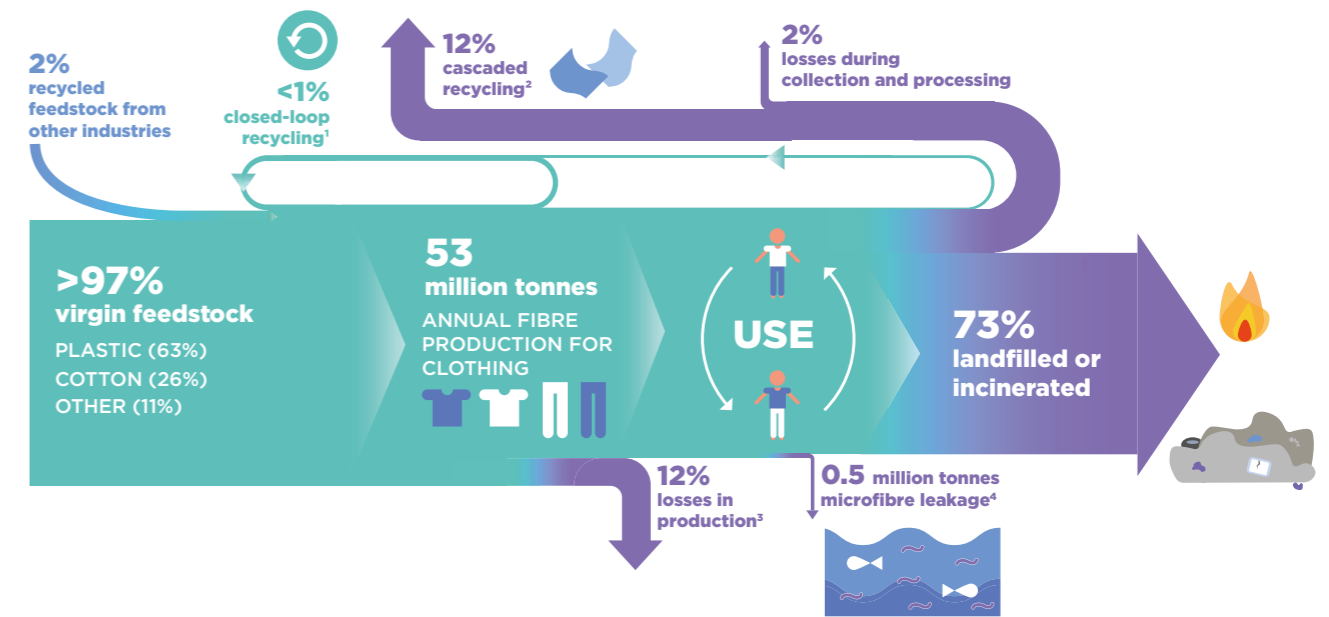 2%
recycled
feedstock from
other industries
<1%
closed-loop
recycling¹
12%
cascaded
recycling²
2%
losses during
collection and processing
>97%
virgin feedstock
PLASTIC (63%)
COTTON (26%)
OTHER (11%)
53
million tonnes
ANNUAL FIBRE
PRODUCTION FOR
CLOTHING
USE
73%
landfilled or
incinerated
12%
losses in
production³
0.5 million tonnes
microfibre leakage⁴